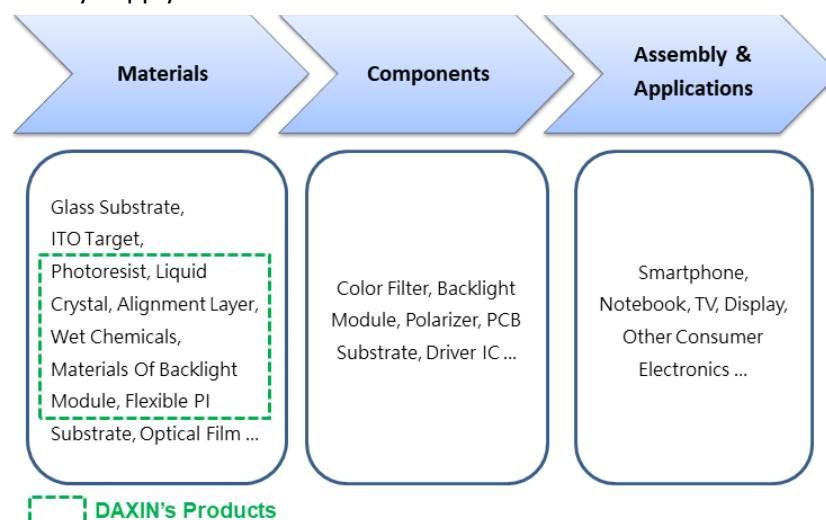 Materials
Components
Assembly &
Applications
Glass Substrate,
ITO Target,
Photoresist, Liquid
Crystal, Alignment Layer,
Wet Chemicals,
Materials Of Backlight
Module, Flexible PI
Substrate, Optical Film ...
Color Filter, Backlight
Module, Polarizer, PCB
Substrate, Driver IC ...
Smartphone,
Notebook, TV, Display,
Other Consumer
Electronics ...
DAXIN's Products